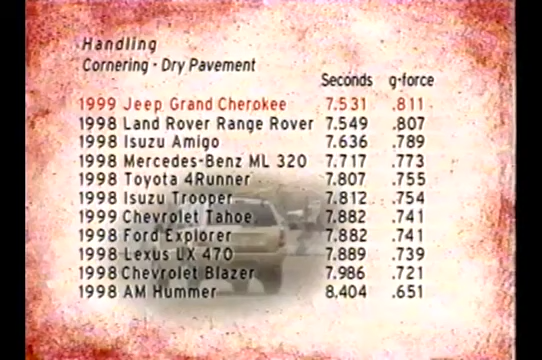 Handling
Cornering - Dry Pavement
Seconds g-force
1999 Jeep Grand Cherokee 7.531 .811
1998 Land Rover Range Rover 7.549 .807
1998 Isuzu Amigo 7.636 .789
1998 Mercedes-Benz ML 320 7.717 .773
1998 Toyota 4Runner 7.807 .755
1998 Isuzu Trooper 7.812 .754
1999 Chevrolet Tahoe 7.882 .741
1998 Ford Explorer 7.882 .741
1998 Lexus LX 470 7.889 .739
1998 Chevrolet Blazer 7.986 .721
1998 AM Hummer 8.404 .651